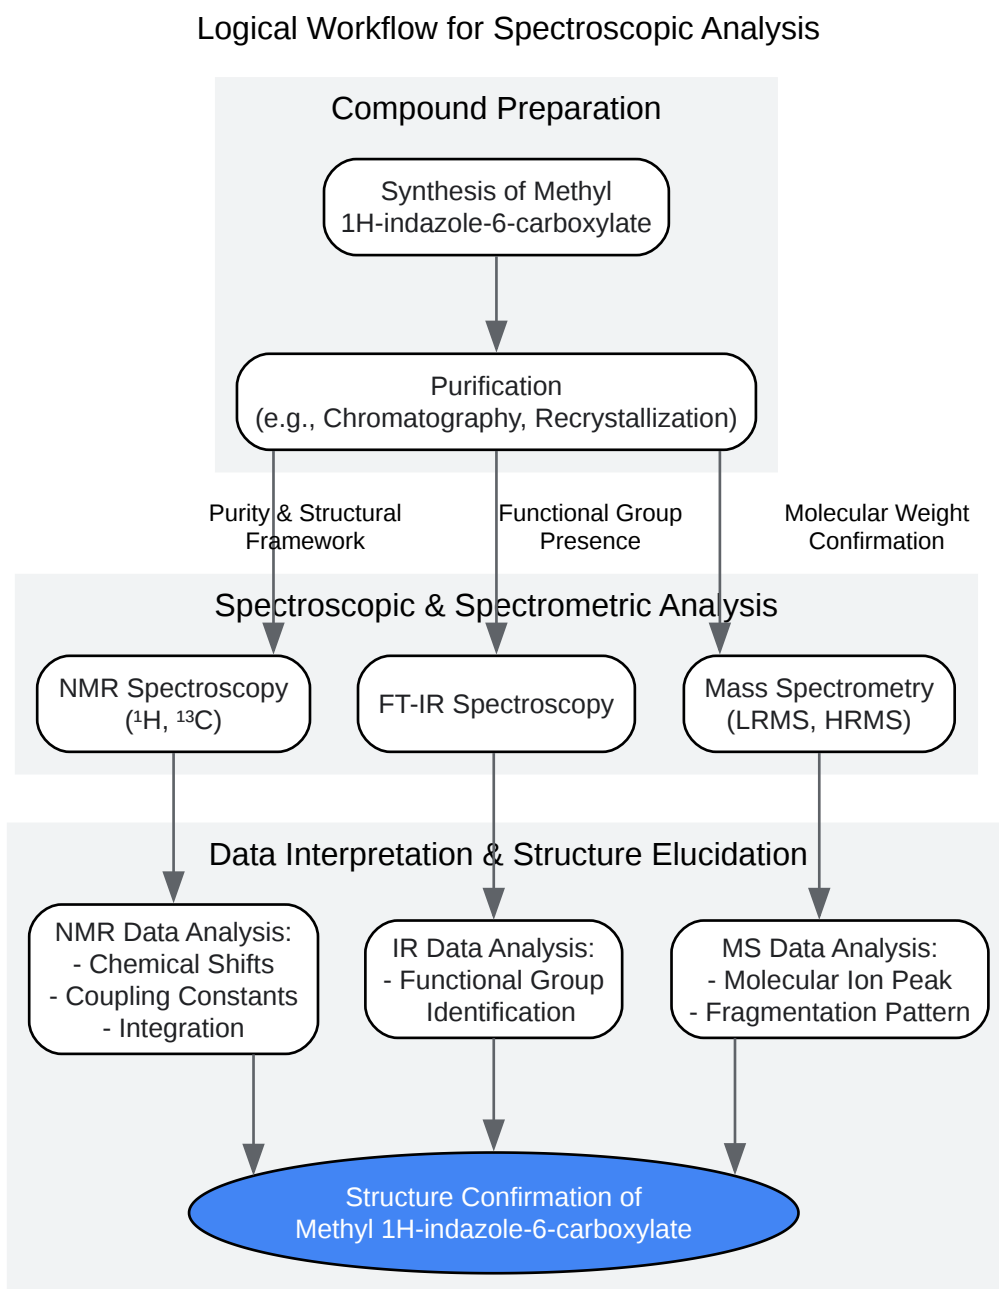 Logical Workflow for Spectroscopic Analysis
Compound Preparation
Synthesis of Methyl
1H-indazole-6-carboxylate
Purification
(e.g., Chromatography, Recrystallization)
Purity & Structural
Framework
Functional Group
Presence
Molecular Weight
Confirmation
Spectroscopic & Spectrometric Analysis
NMR Spectroscopy
(¹H, ¹³C)
FT-IR Spectroscopy
Mass Spectrometry
(LRMS, HRMS)
Data Interpretation & Structure Elucidation
NMR Data Analysis:
- Chemical Shifts
- Coupling Constants
- Integration
IR Data Analysis:
- Functional Group
Identification
MS Data Analysis:
- Molecular Ion Peak
- Fragmentation Pattern
Structure Confirmation of
Methyl 1H-indazole-6-carboxylate